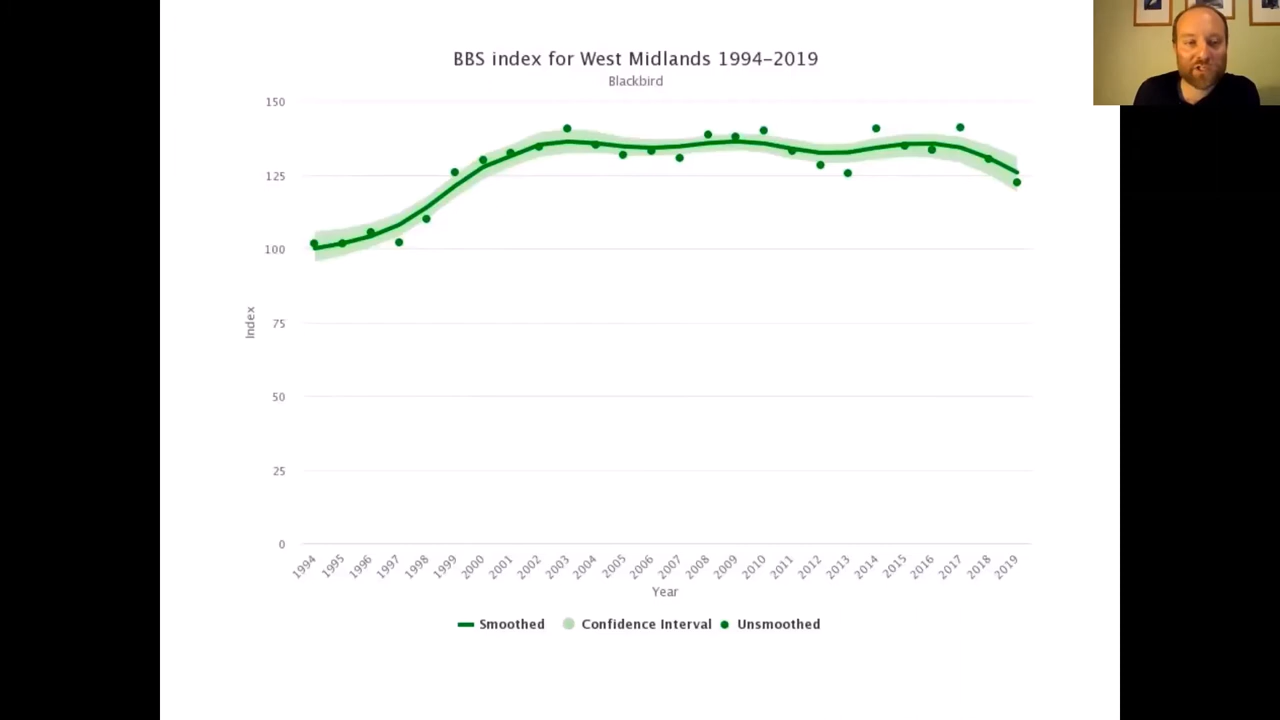 BBS index for West Midlands 1994–2019
Blackbird
150
125
100
75
50
25
0
Index
1994 1995 1996 1997 1998 1999 2000 2001 2002 2003 2004 2005 2006 2007 2008 2009 2010 2011 2012 2013 2014 2015 2016 2017 2018 2019
Year
Smoothed Confidence Interval Unsmoothed